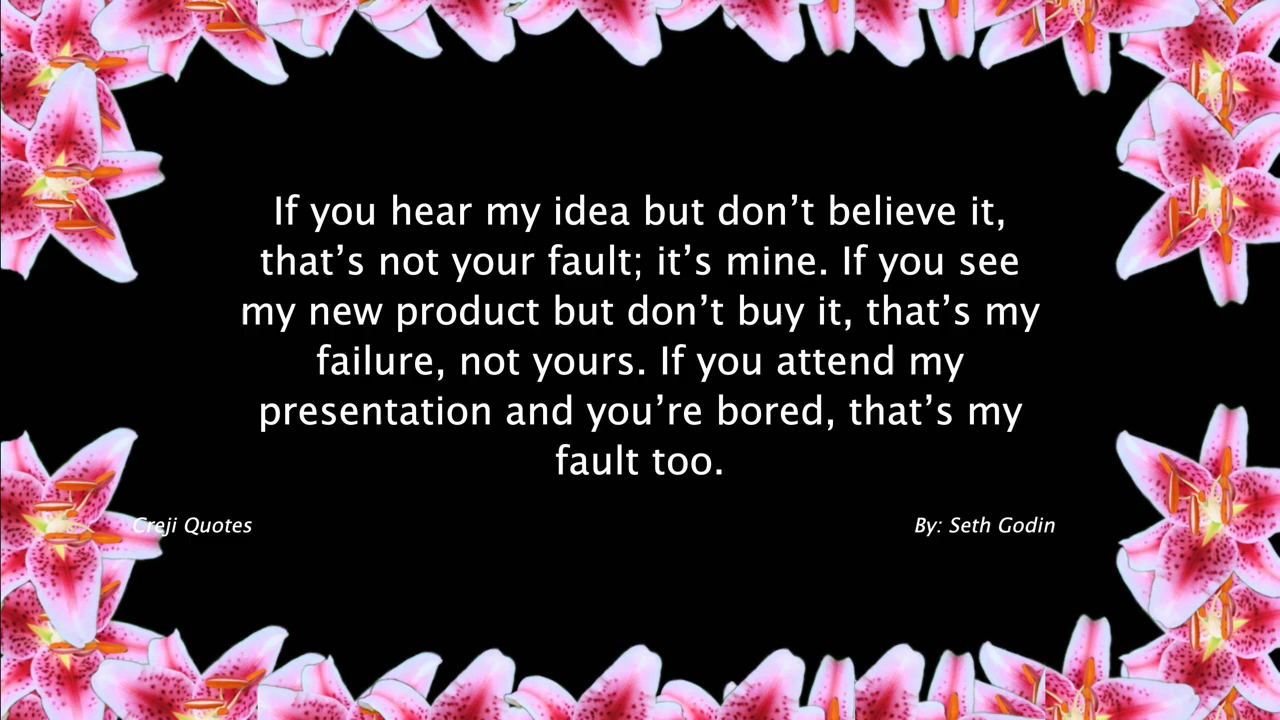 If you hear my idea but don’t believe it,
that’s not your fault; it’s mine. If you see
my new product but don’t buy it, that’s my
failure, not yours. If you attend my
presentation and you’re bored, that’s my
fault too.
Creji Quotes
By: Seth Godin